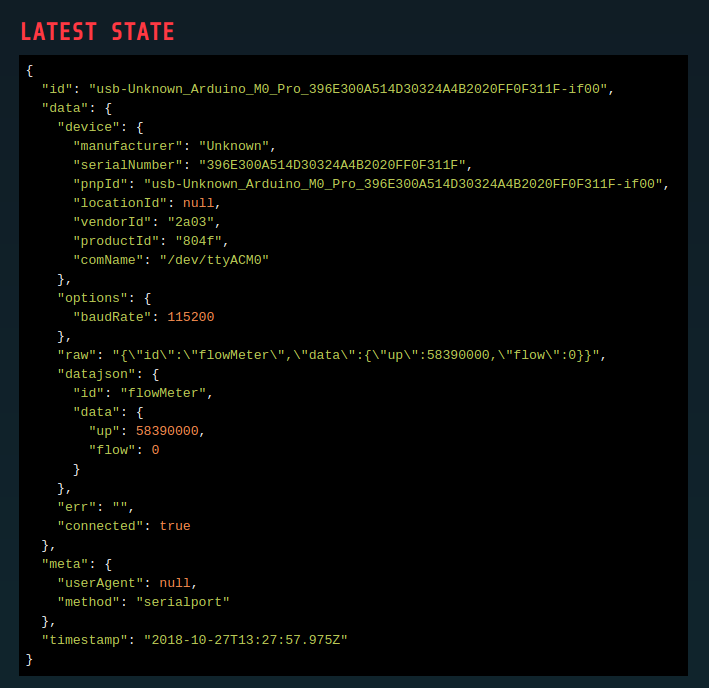 LATEST STATE
{
  "id": "usb-Unknown_Arduino_M0_Pro_396E300A514D30324A4B2020FF0F311F-if00",
  "data": {
    "device": {
      "manufacturer": "Unknown",
      "serialNumber": "396E300A514D30324A4B2020FF0F311F",
      "pnpId": "usb-Unknown_Arduino_M0_Pro_396E300A514D30324A4B2020FF0F311F-if00",
      "locationId": null,
      "vendorId": "2a03",
      "productId": "804f",
      "comName": "/dev/ttyACM0"
    },
    "options": {
      "baudRate": 115200
    },
    "raw": "{\"id\":\"flowMeter\",\"data\":{\"up\":58390000,\"flow\":0}}",
    "datajson": {
      "id": "flowMeter",
      "data": {
        "up": 58390000,
        "flow": 0
      }
    },
    "err": "",
    "connected": true
  },
  "meta": {
    "userAgent": null,
    "method": "serialport"
  },
  "timestamp": "2018-10-27T13:27:57.975Z"
}